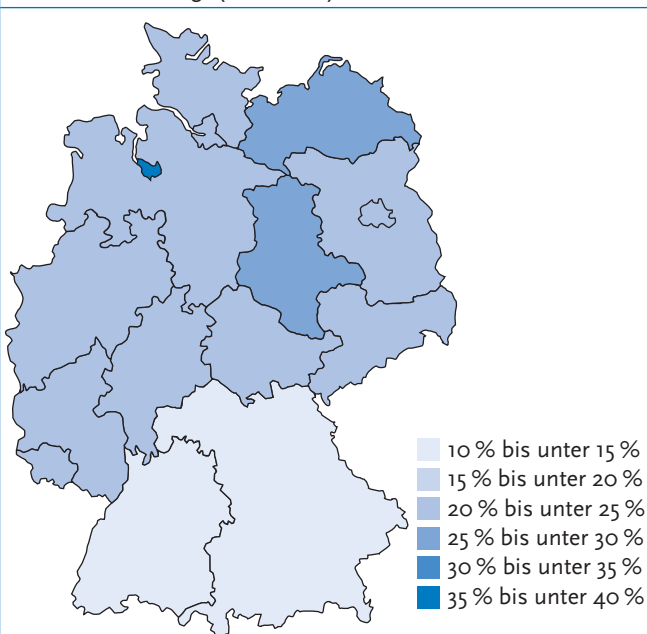 10 % bis unter 15 %
15 % bis unter 20 %
20 % bis unter 25 %
25 % bis unter 30 %
30 % bis unter 35 %
35 % bis unter 40 %